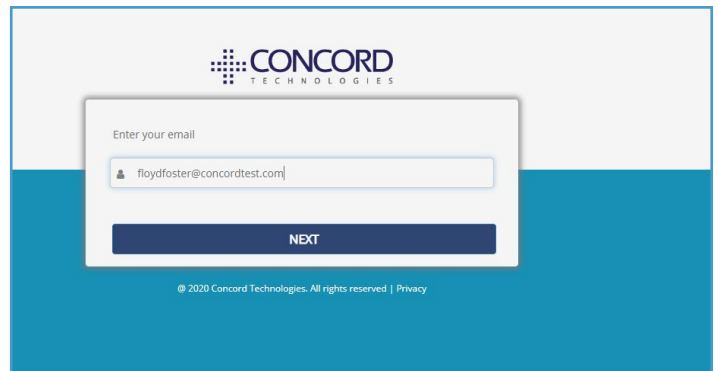 CONCORD
TECHNOLOGIES
Enter your email
floydfoster@concordtest.com
NEXT
@ 2020 Concord Technologies. All rights reserved | Privacy